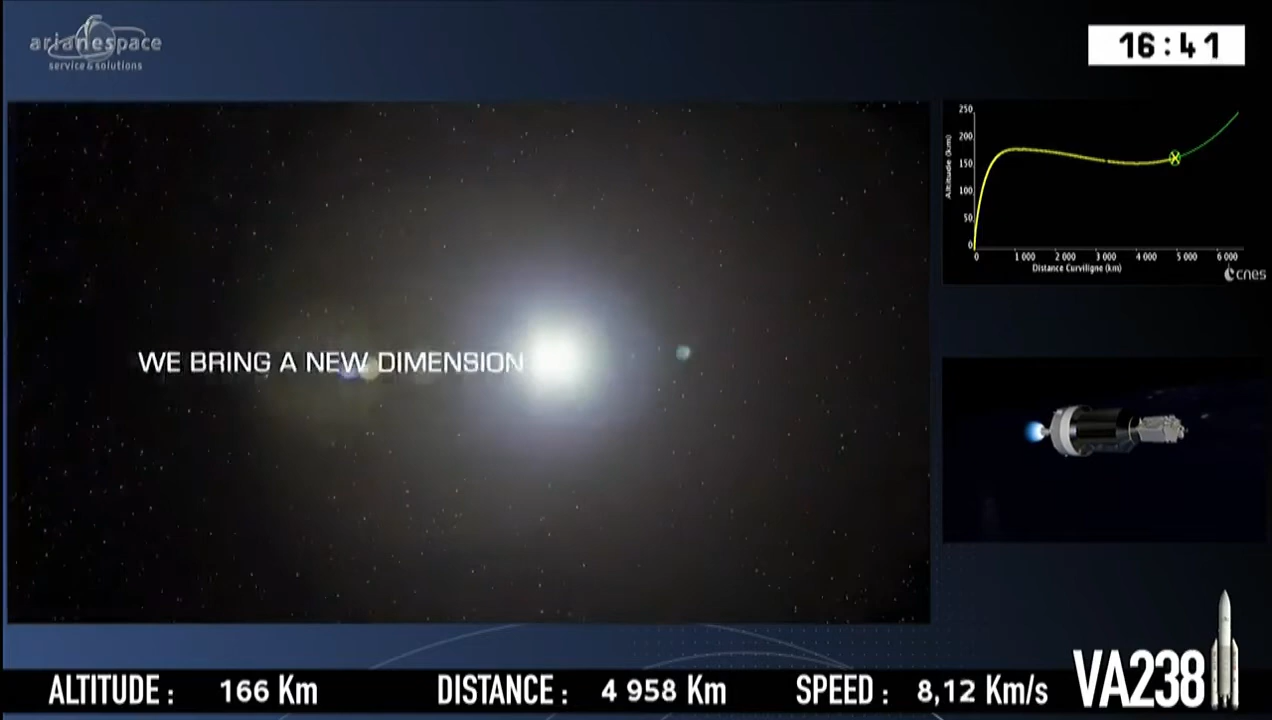 arianespace
service & solutions
16:41
250
200
150
100
50
0
Altitude (km)
0 1 000 2 000 3 000 4 000 5 000 6 000
Distance Curviligne (km)
cnes
WE BRING A NEW DIMENSION
ALTITUDE : 166 Km DISTANCE : 4 958 Km SPEED : 8,12 Km/s VA238